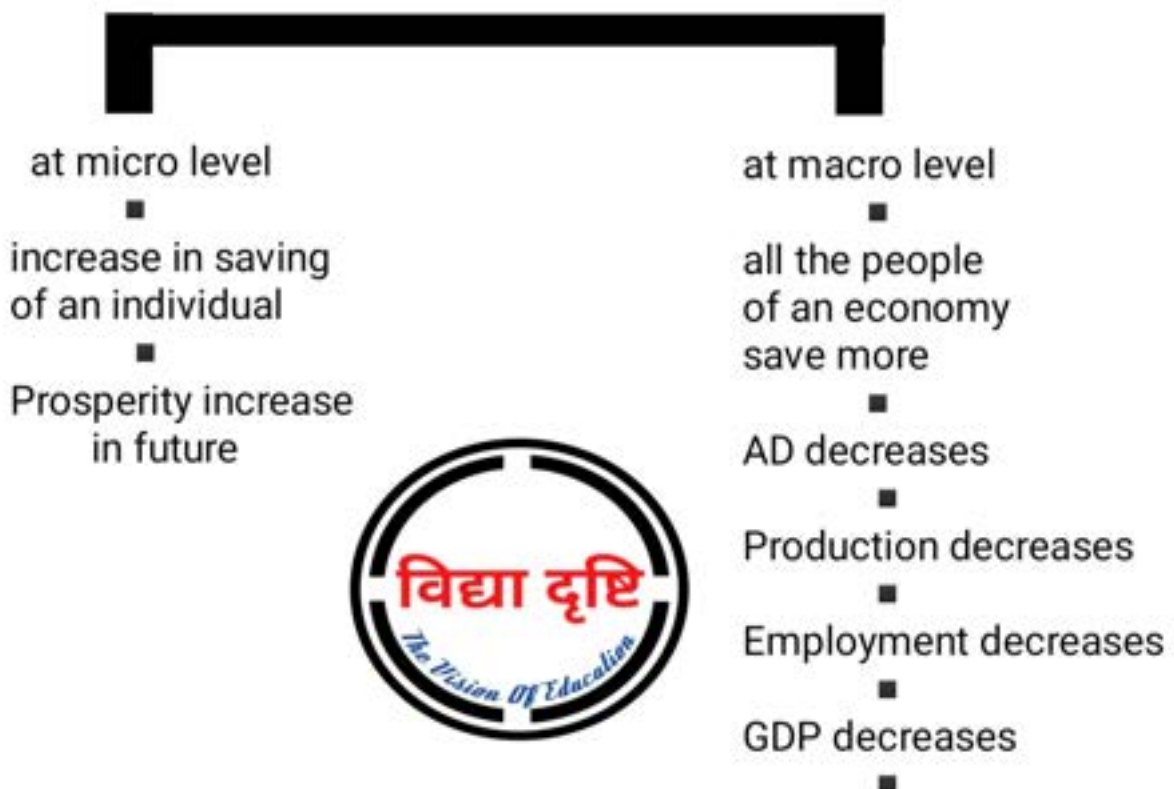 at micro level
increase in saving
of an individual
Prosperity increase
in future
at macro level
all the people
of an economy
save more
AD decreases
Production decreases
Employment decreases
GDP decreases
विद्या दृष्टि
The Vision Of Education